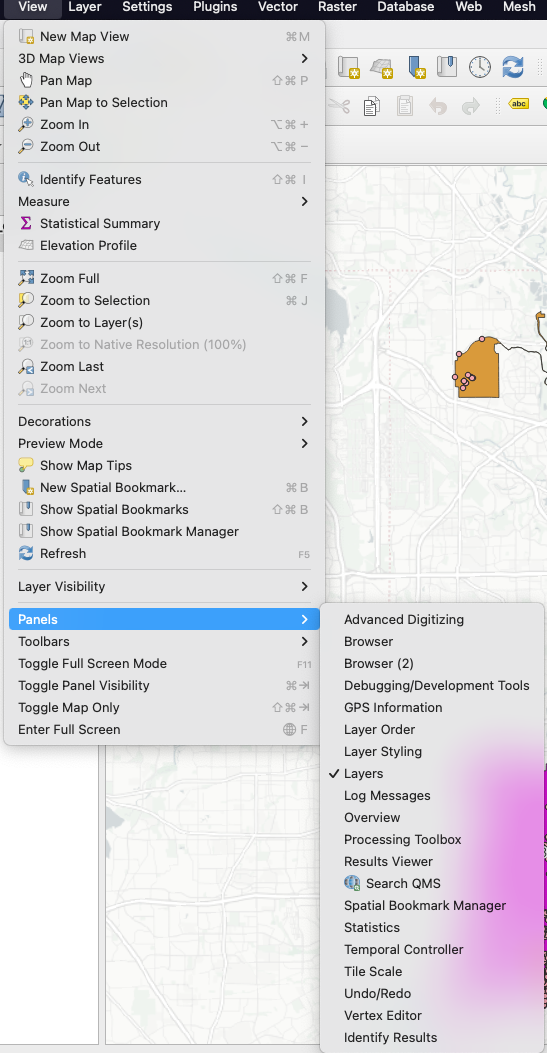 View Layer Settings Plugins Vector Raster Database Web Mesh
New Map View ⌘ M
3D Map Views
Pan Map ⇧ ⌘ P
Pan Map to Selection
Zoom In ⌥ ⌘ +
Zoom Out ⌥ ⌘ −
Identify Features ⇧ ⌘ I
Measure
Statistical Summary
Elevation Profile
Zoom Full ⇧ ⌘ F
Zoom to Selection ⌘ J
Zoom to Layer(s)
Zoom to Native Resolution (100%)
Zoom Last
Zoom Next
Decorations
Preview Mode
Show Map Tips
New Spatial Bookmark... ⌘ B
Show Spatial Bookmarks ⇧ ⌘ B
Show Spatial Bookmark Manager
Refresh F5
Layer Visibility
Panels
Toolbars
Toggle Full Screen Mode F11
Toggle Panel Visibility ⌘ ⇥
Toggle Map Only ⇧ ⌘ ⇥
Enter Full Screen F
abc
Advanced Digitizing
Browser
Browser (2)
Debugging/Development Tools
GPS Information
Layer Order
Layer Styling
✓ Layers
Log Messages
Overview
Processing Toolbox
Results Viewer
Search QMS
Spatial Bookmark Manager
Statistics
Temporal Controller
Tile Scale
Undo/Redo
Vertex Editor
Identify Results